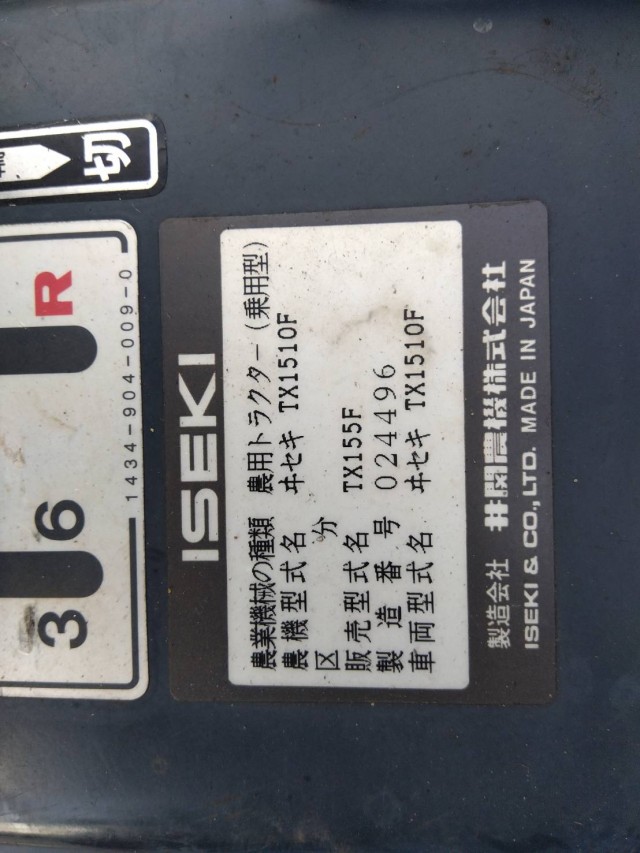 切
R
3 6
1434-904-009-0
ISEKI
農業機械の種類 農用トラクター(乗用型)
農機型式名 ヰセキ TX1510F
区分
販売型式名 TX155F
製造番号 024496
車両型式名 ヰセキ TX1510F
製造会社 井関農機株式会社
ISEKI & CO., LTD. MADE IN JAPAN